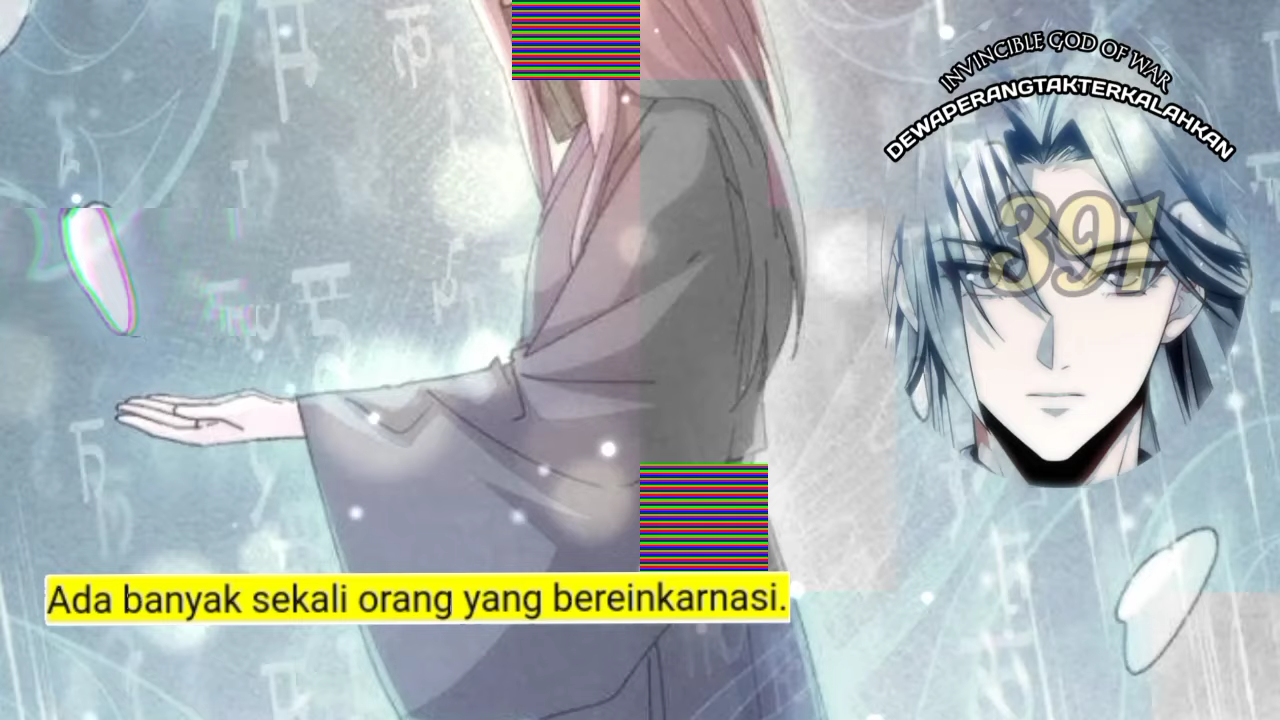 INVINCIBLE GOD OF WAR
DEWAPERANGTAKTERKALAHKAN
391
Ada banyak sekali orang yang bereinkarnasi.